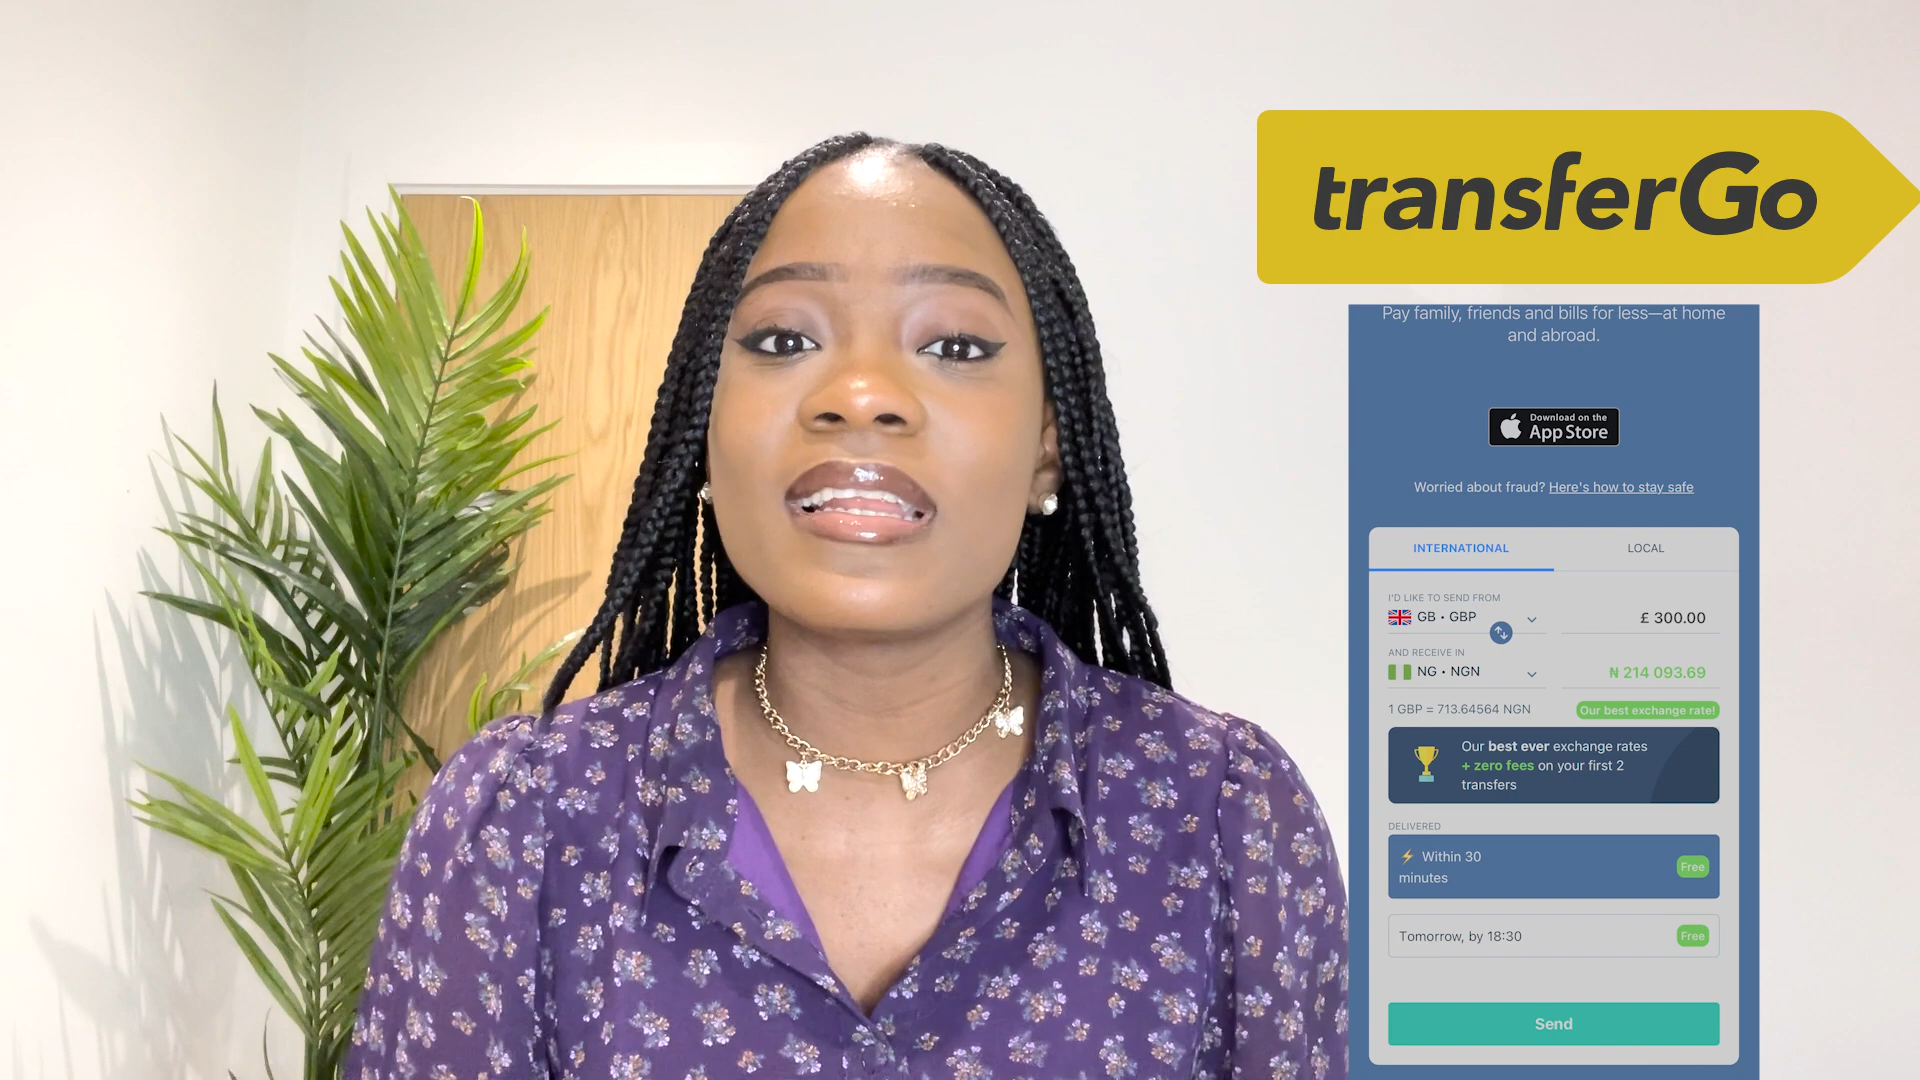 transferGo
Pay family, friends and bills for less—at home
and abroad.
Download on the
App Store
Worried about fraud? Here's how to stay safe
INTERNATIONAL
LOCAL
I'D LIKE TO SEND FROM
GB • GBP
£ 300.00
AND RECEIVE IN
NG • NGN
₦ 214 093.69
1 GBP = 713.64564 NGN
Our best exchange rate!
Our best ever exchange rates
+ zero fees on your first 2
transfers
DELIVERED
Within 30
minutes
Free
Tomorrow, by 18:30
Free
Send